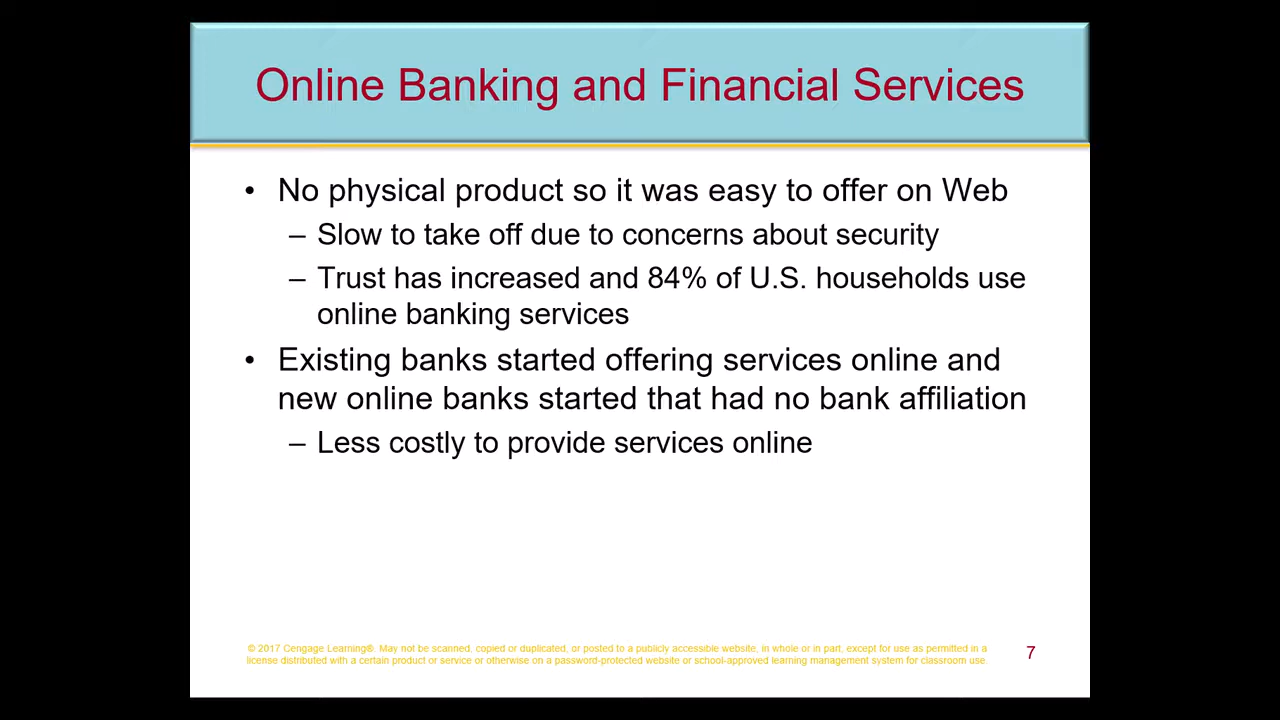 Online Banking and Financial Services
• No physical product so it was easy to offer on Web
– Slow to take off due to concerns about security
– Trust has increased and 84% of U.S. households use
online banking services
• Existing banks started offering services online and
new online banks started that had no bank affiliation
– Less costly to provide services online
© 2017 Cengage Learning®. May not be scanned, copied or duplicated, or posted to a publicly accessible website, in whole or in part, except for use as permitted in a
license distributed with a certain product or service or otherwise on a password-protected website or school-approved learning management system for classroom use.
7